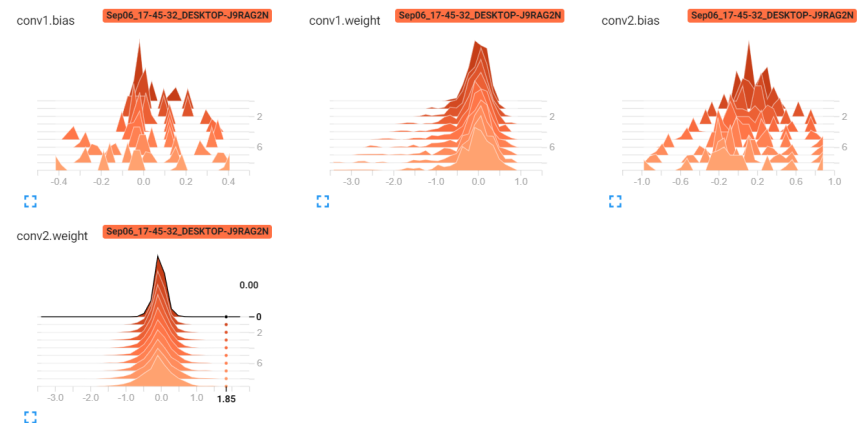 conv1.bias
Sep06_17-45-32_DESKTOP-J9RAG2N
2
6
-0.4 -0.2 0.0 0.2 0.4
conv1.weight
Sep06_17-45-32_DESKTOP-J9RAG2N
2
6
-3.0 -2.0 -1.0 0.0 1.0
conv2.bias
Sep06_17-45-32_DESKTOP-J9RAG2N
2
6
-1.0 -0.6 -0.2 0.2 0.6 1.0
conv2.weight
Sep06_17-45-32_DESKTOP-J9RAG2N
0.00
0
2
6
-3.0 -2.0 -1.0 0.0 1.0 1.85